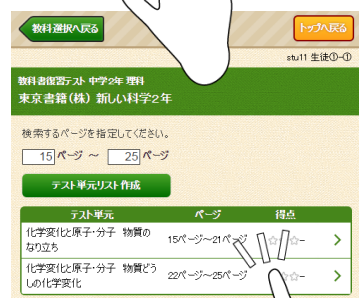 教科選択へ戻る
トップへ戻る
stu11 生徒①-①
教科書復習テスト 中学2年 理科
東京書籍(株) 新しい科学2年
検索するページを指定してください。
15 ページ ～ 25 ページ
テスト単元リスト作成
テスト単元 ページ 得点
化学変化と原子・分子 物質の
なり立ち
15ページ～21ページ ☆☆-
化学変化と原子・分子 物質どう
しの化学変化
22ページ～25ページ ☆☆-